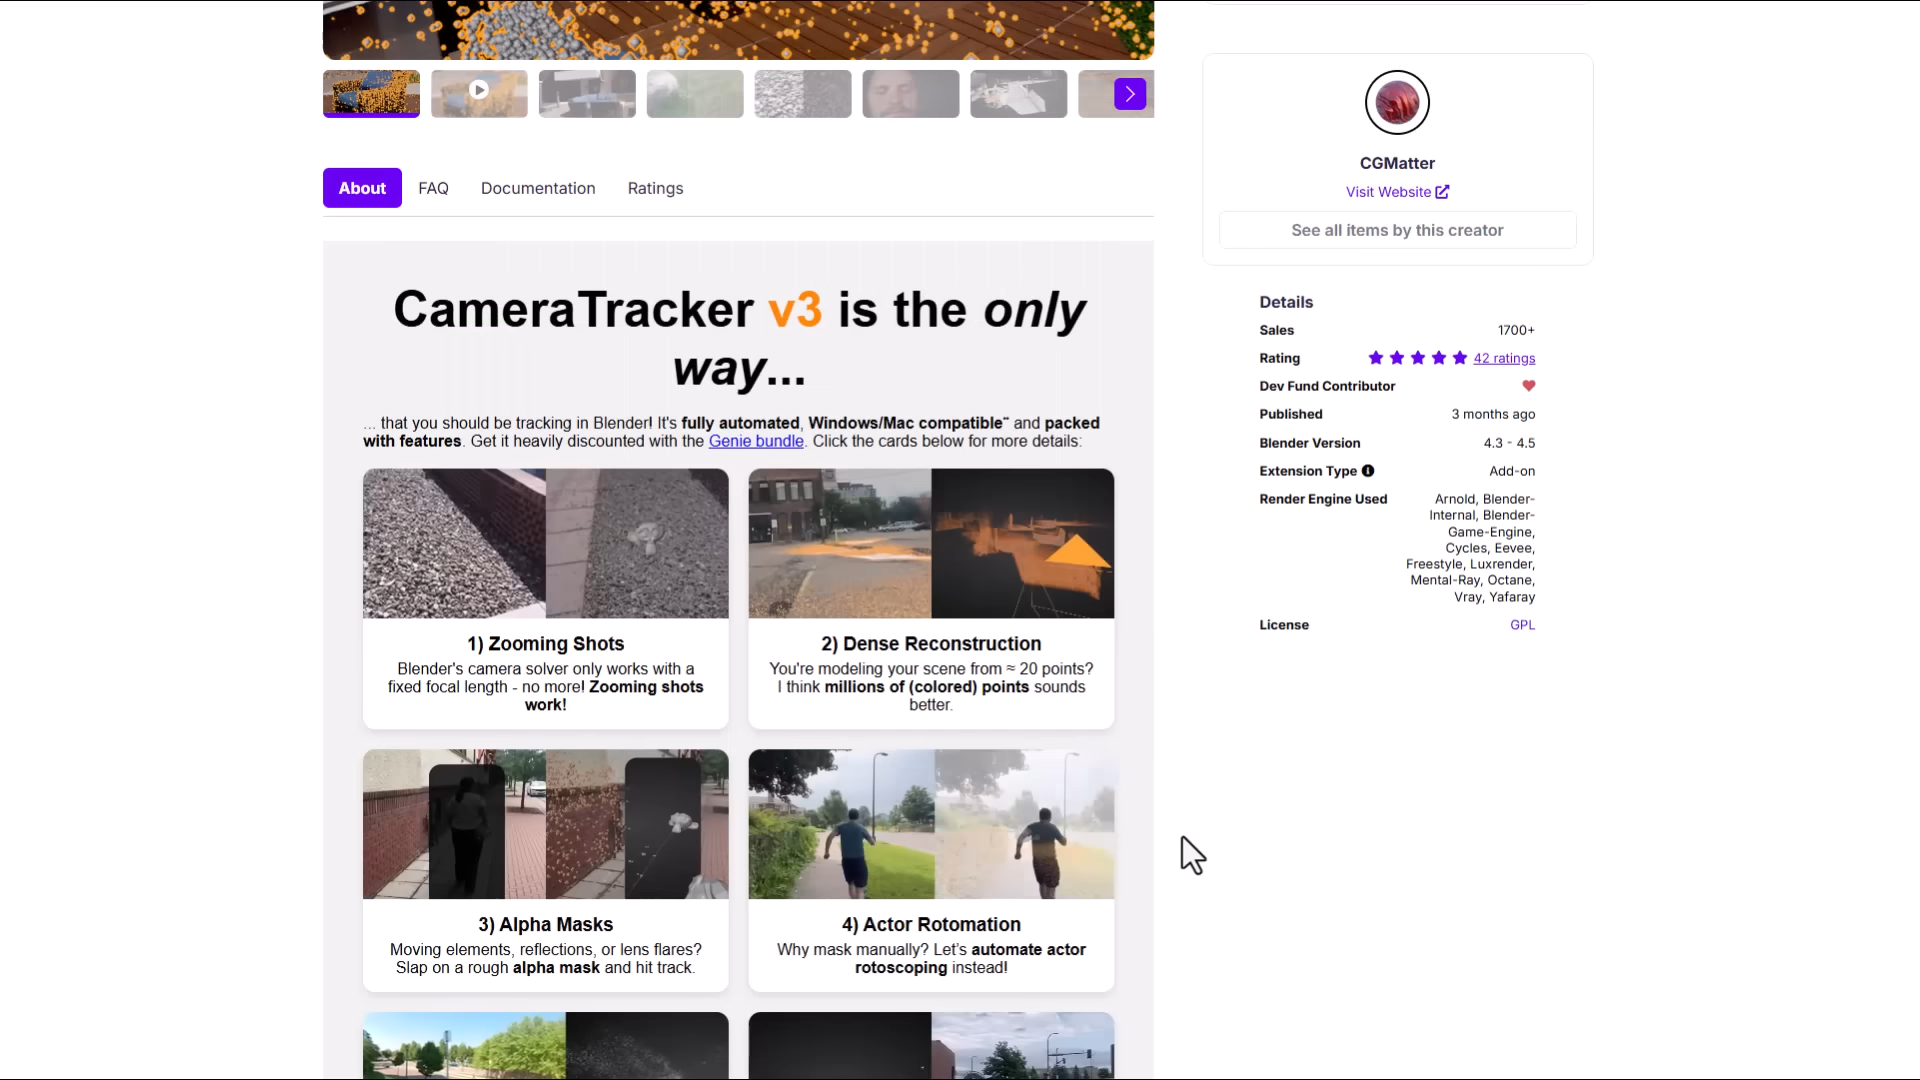 About
FAQ
Documentation
Ratings
CameraTracker v3 is the only
way...
... that you should be tracking in Blender! It's fully automated, Windows/Mac compatible¨ and packed
with features. Get it heavily discounted with the Genie bundle. Click the cards below for more details:
1) Zooming Shots
Blender's camera solver only works with a
fixed focal length - no more! Zooming shots
work!
2) Dense Reconstruction
You're modeling your scene from ≈ 20 points?
I think millions of (colored) points sounds
better.
3) Alpha Masks
Moving elements, reflections, or lens flares?
Slap on a rough alpha mask and hit track.
4) Actor Rotomation
Why mask manually? Let's automate actor
rotoscoping instead!
CGMatter
Visit Website
See all items by this creator
Details
Sales 1700+
Rating 42 ratings
Dev Fund Contributor
Published 3 months ago
Blender Version 4.3 - 4.5
Extension Type Add-on
Render Engine Used Arnold, Blender-
Internal, Blender-
Game-Engine,
Cycles, Eevee,
Freestyle, Luxrender,
Mental-Ray, Octane,
Vray, Yafaray
License GPL